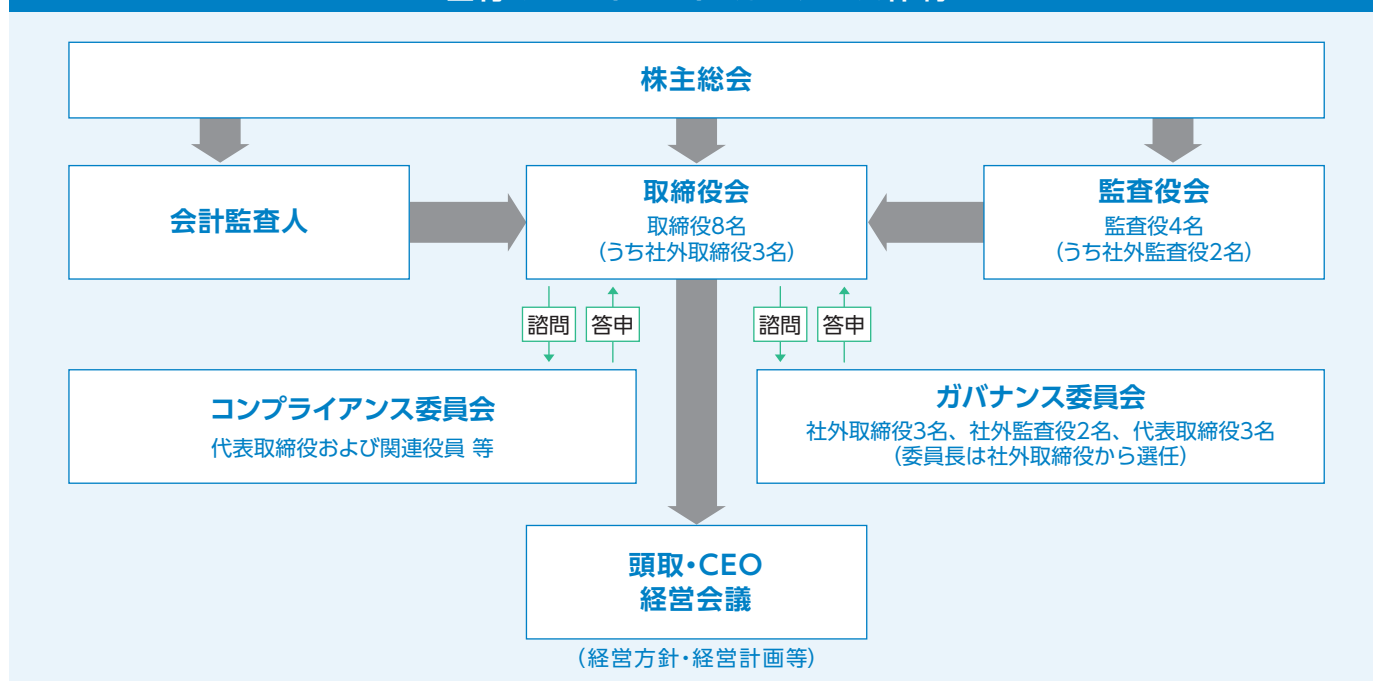 株主総会
会計監査人
取締役会
取締役8名
(うち社外取締役3名)
監査役会
監査役4名
(うち社外監査役2名)
諮問
答申
諮問
答申
コンプライアンス委員会
代表取締役および関連役員 等
ガバナンス委員会
社外取締役3名、社外監査役2名、代表取締役3名
(委員長は社外取締役から選任)
頭取・CEO
経営会議
(経営方針・経営計画等)